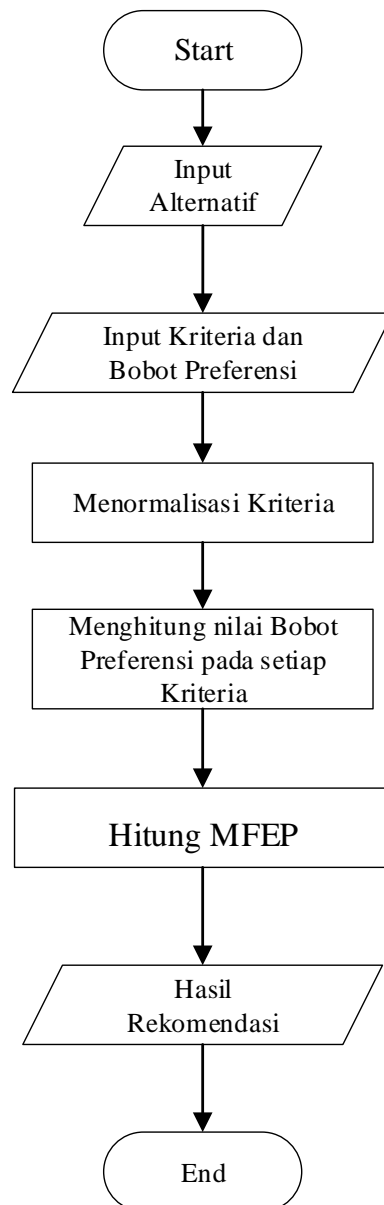 Start
Input
Alternatif
Input Kriteria dan
Bobot Preferensi
Menormalisasi Kriteria
Menghitung nilai Bobot
Preferensi pada setiap
Kriteria
Hitung MFEP
Hasil
Rekomendasi
End